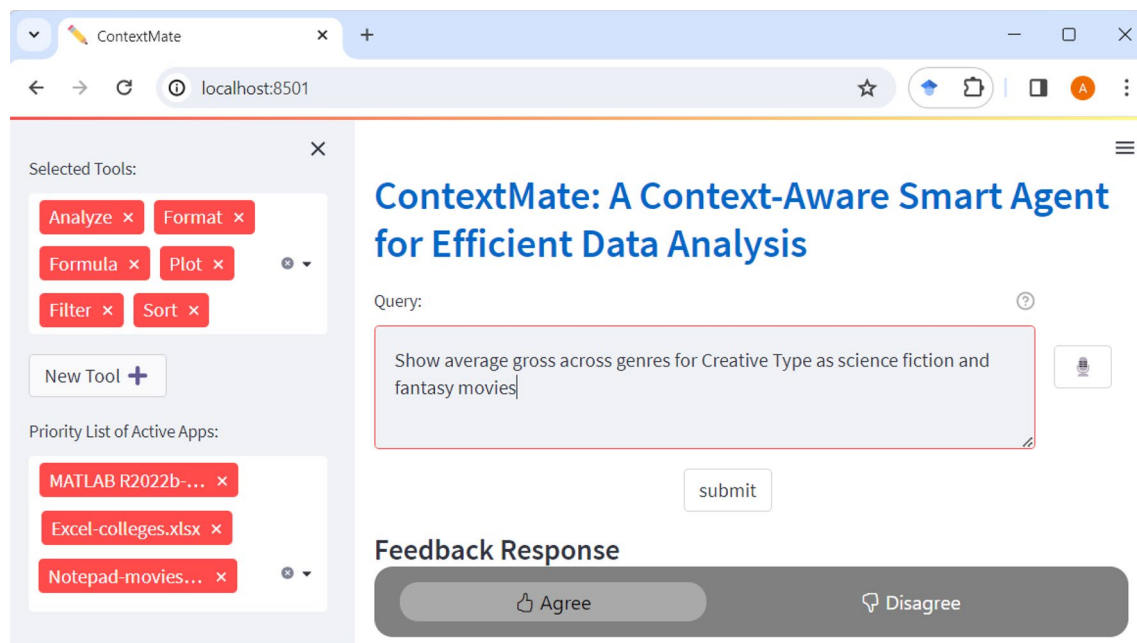 ContextMate
localhost:8501
A
Selected Tools:
Analyze × Format ×
Formula × Plot ×
Filter × Sort ×
New Tool
Priority List of Active Apps:
MATLAB R2022b-... ×
Excel-colleges.xlsx ×
Notepad-movies... ×
ContextMate: A Context-Aware Smart Agent
for Efficient Data Analysis
Query:
Show average gross across genres for Creative Type as science fiction and
fantasy movies
submit
Feedback Response
Agree Disagree